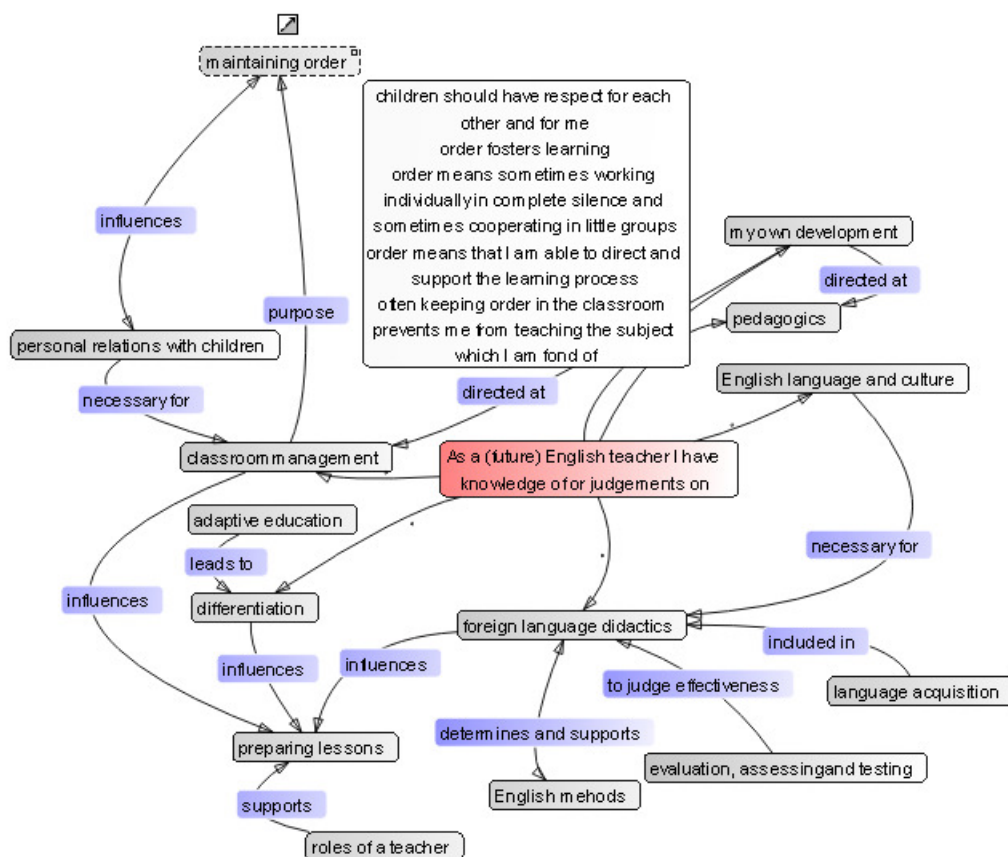 maintaining order
children should have respect for each
other and for me
order fosters learning
order means sometimes working
individually in complete silence and
sometimes cooperating in little groups
order means that I am able to direct and
support the learning process
often keeping order in the classroom
prevents me from teaching the subject
which I am fond of
influences
my own development
directed at
purpose
pedagogics
personal relations with children
English language and culture
necessary for
directed at
classroom management
As a (future) English teacher I have
knowledge of or judgements on
adaptive education
leads to
necessary for
influences
differentiation
foreign language didactics
included in
influences
influences
to judge effectiveness
language acquisition
determines and supports
preparing lessons
evaluation, assessing and testing
English mehods
supports
roles of a teacher